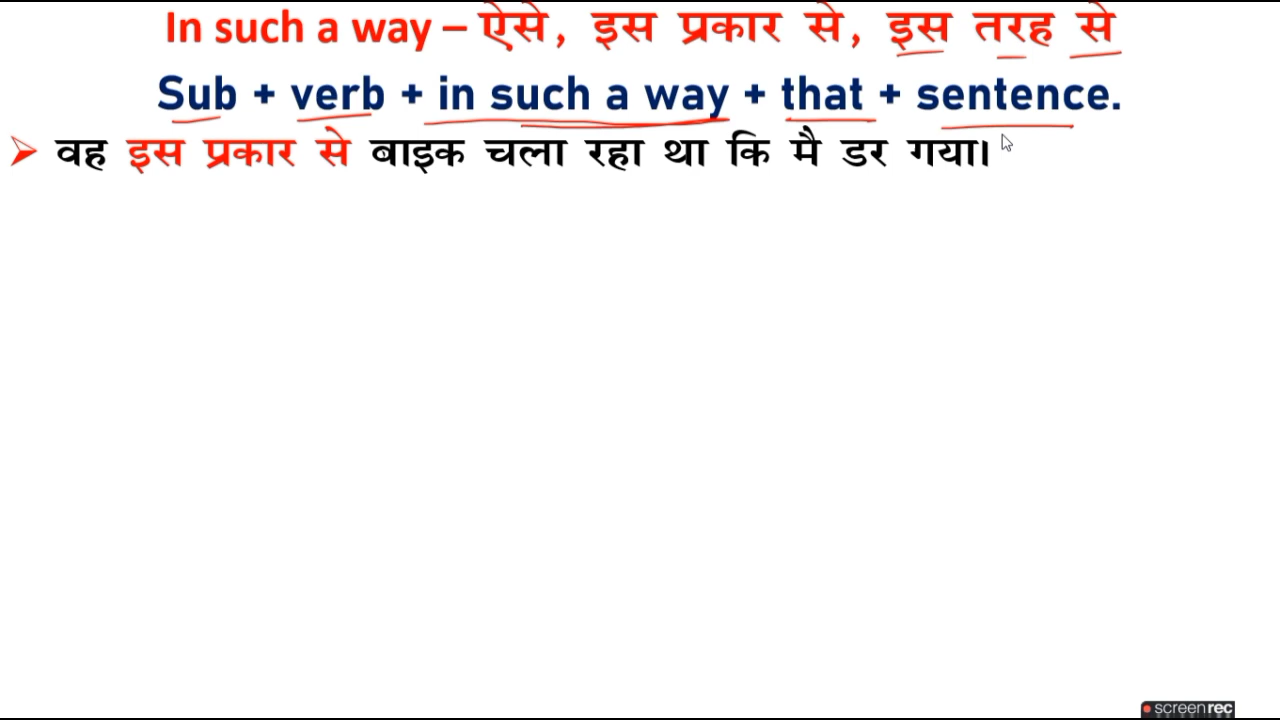 In such a way – ऐसे, इस प्रकार से, इस तरह से
Sub + verb + in such a way + that + sentence.
वह इस प्रकार से बाइक चला रहा था कि मै डर गया।
screenrec